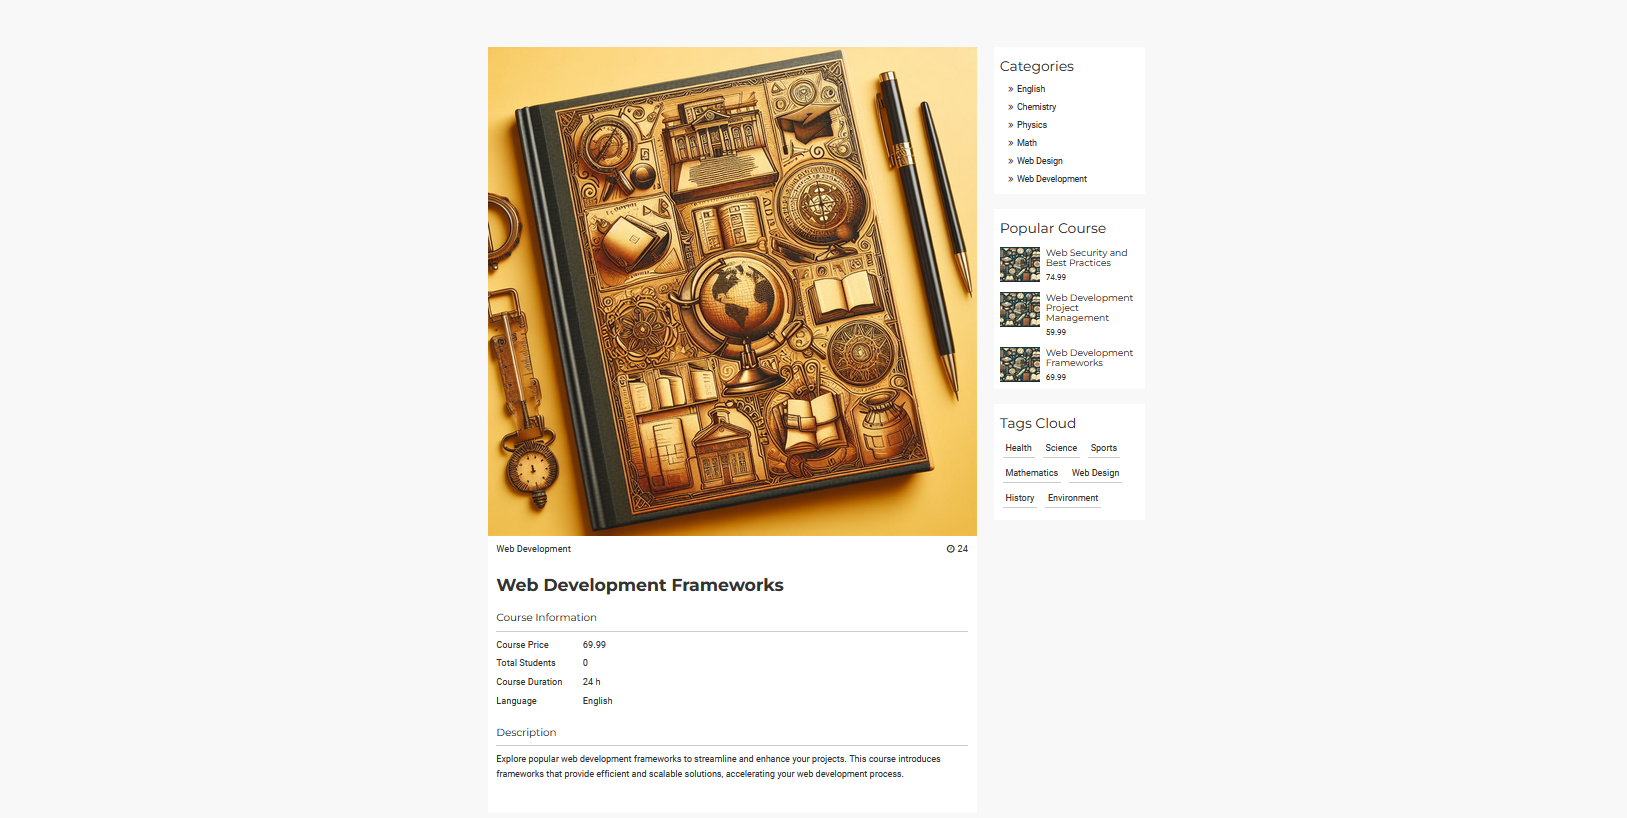 Web Development
24
Web Development Frameworks
Course Information
Course Price 69.99
Total Students 0
Course Duration 24 h
Language English
Description
Explore popular web development frameworks to streamline and enhance your projects. This course introduces
frameworks that provide efficient and scalable solutions, accelerating your web development process.
Categories
» English
» Chemistry
» Physics
» Math
» Web Design
» Web Development
Popular Course
Web Security and
Best Practices
74.99
Web Development
Project
Management
59.99
Web Development
Frameworks
69.99
Tags Cloud
Health Science Sports
Mathematics Web Design
History Environment